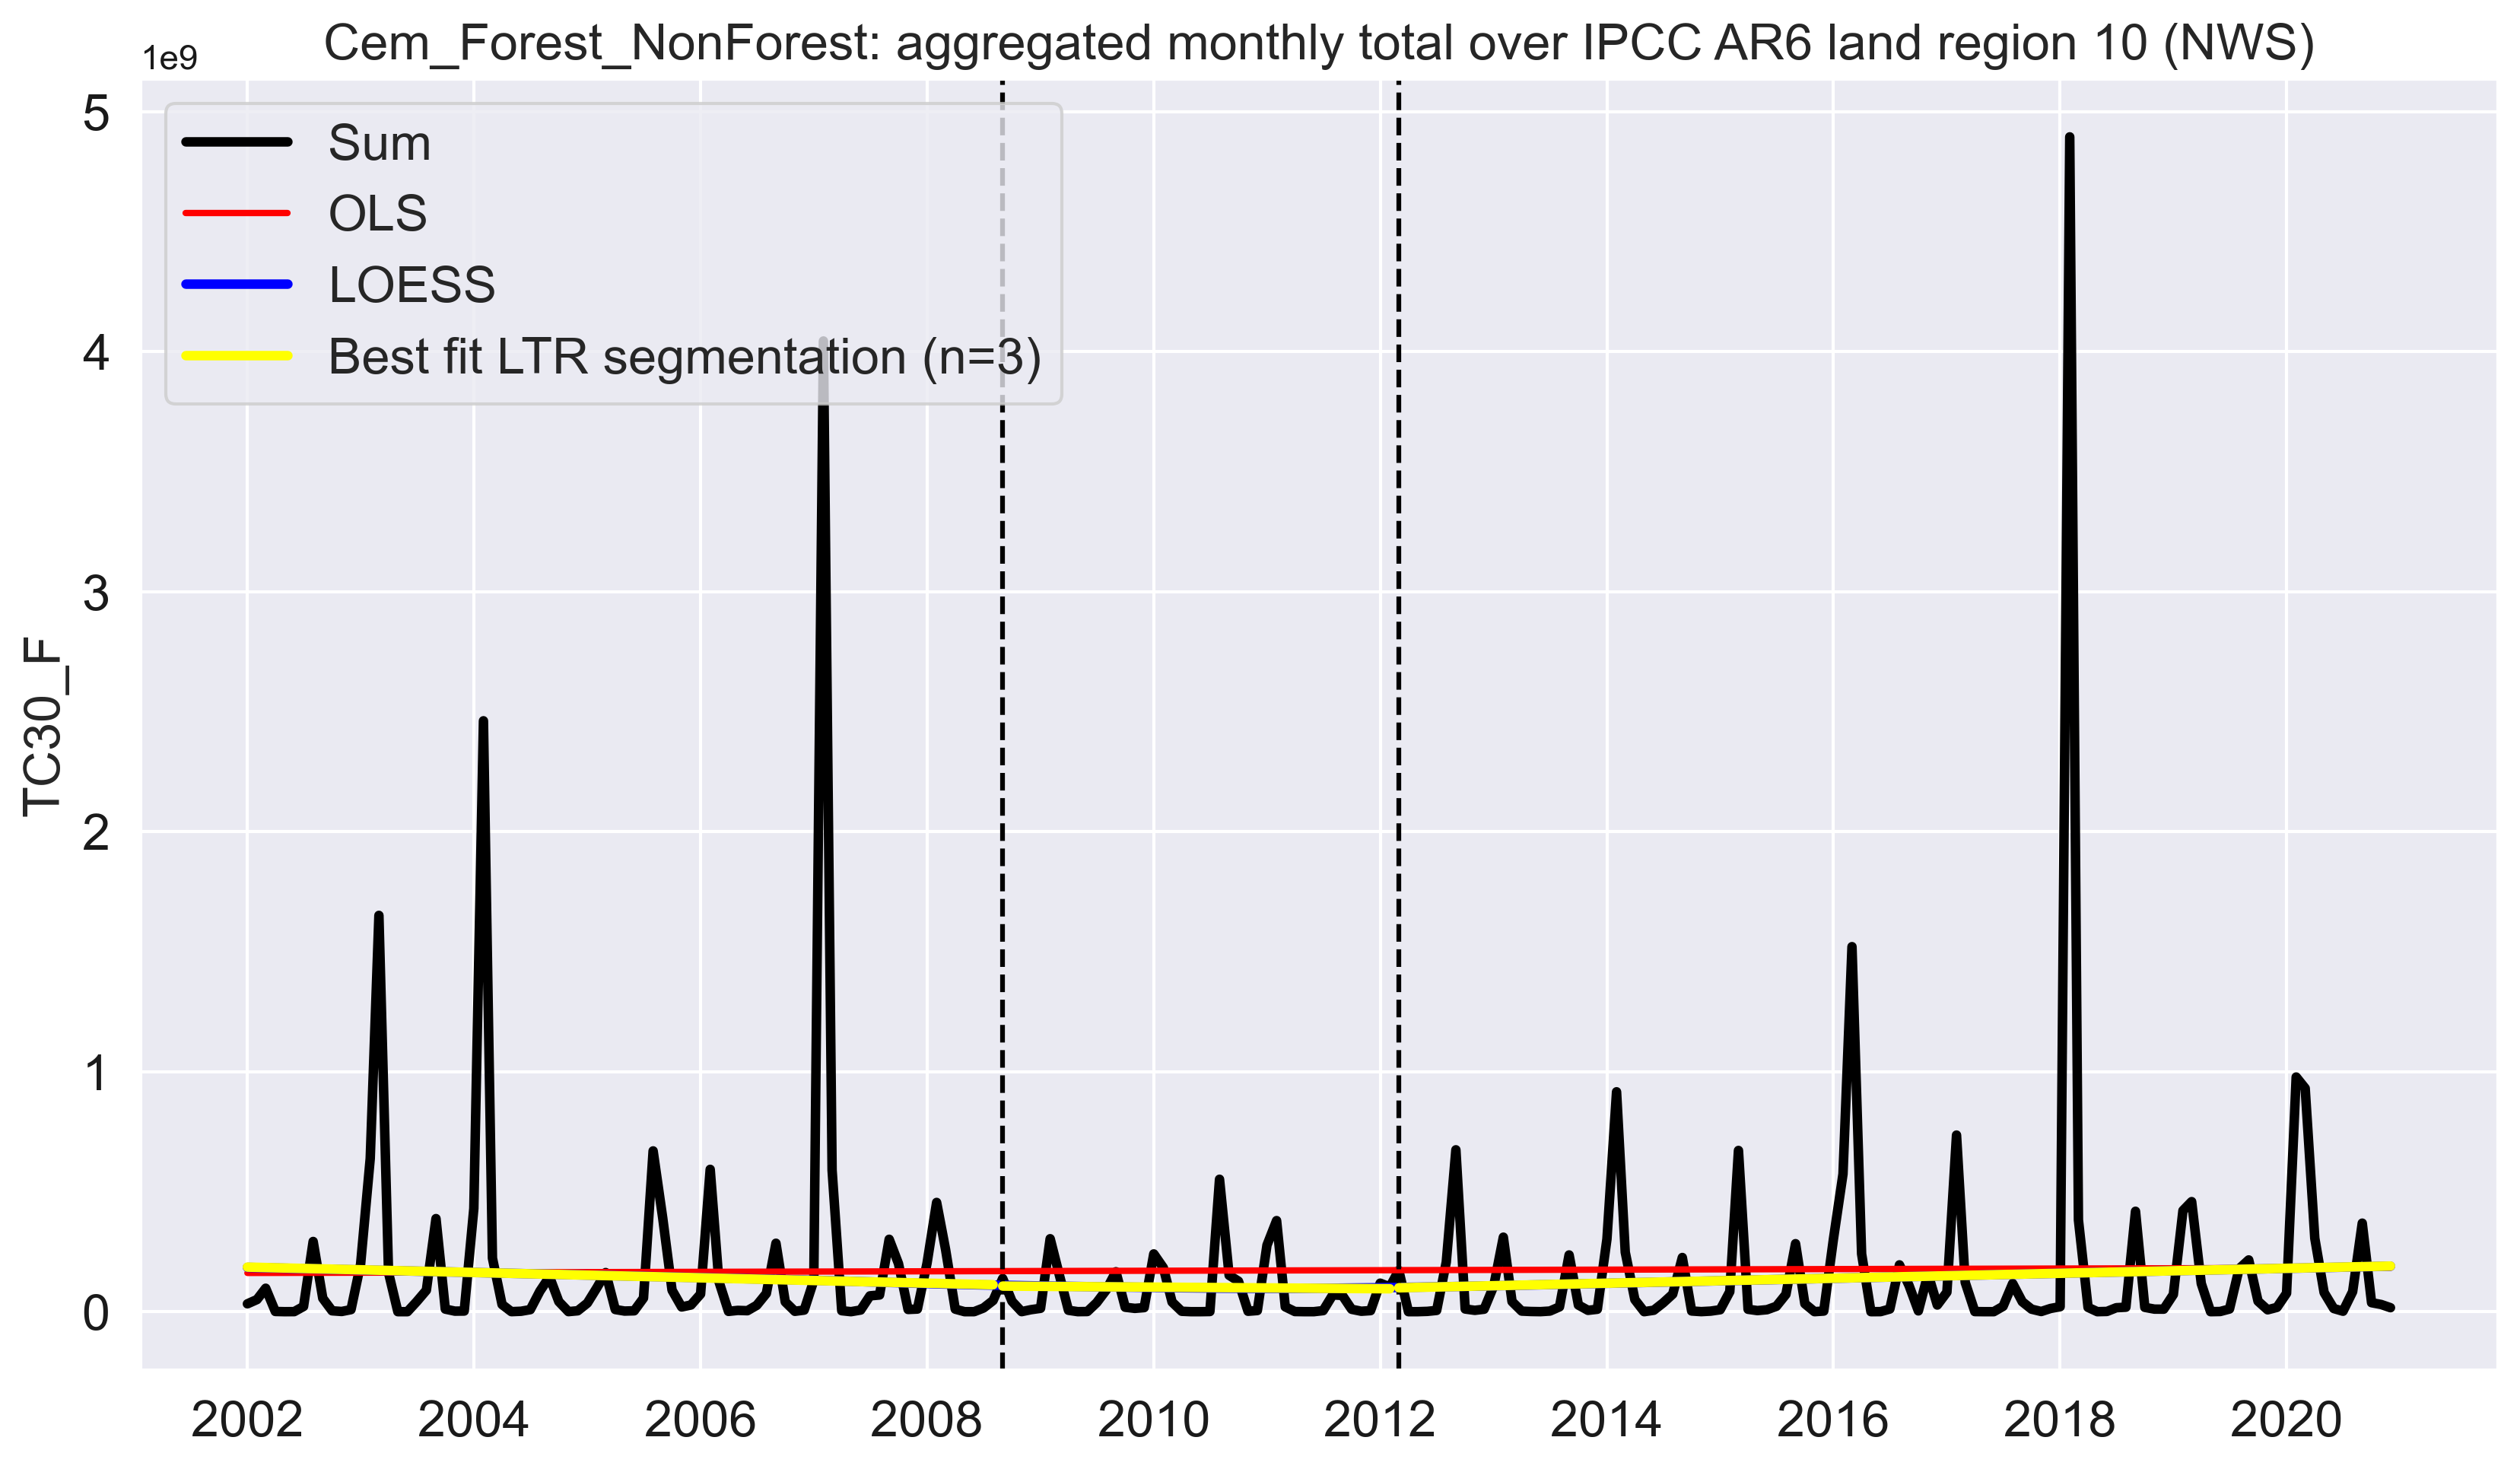 Cem_Forest_NonForest: aggregated monthly total over IPCC AR6 land region 10 (NWS)
1e9
5
4
3
2
1
0
TC30_F
Sum
OLS
LOESS
Best fit LTR segmentation (n=3)
2002 2004 2006 2008 2010 2012 2014 2016 2018 2020